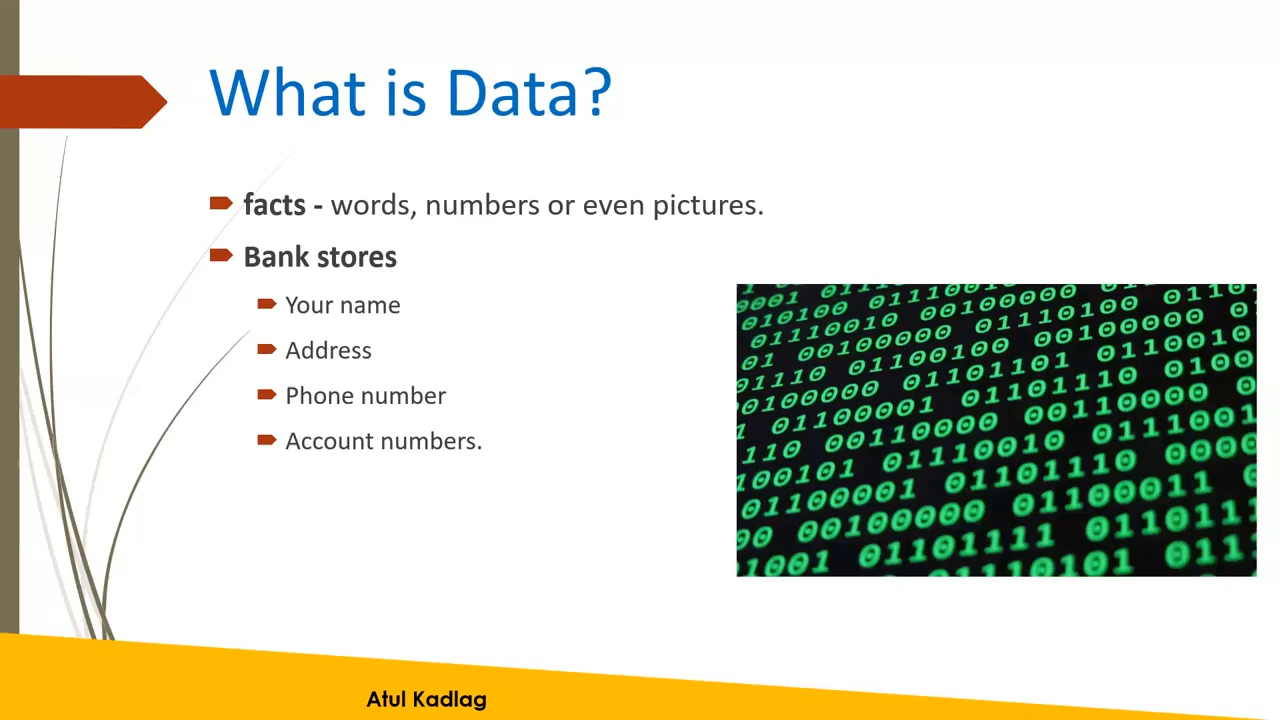 What is Data?
facts - words, numbers or even pictures.
Bank stores
Your name
Address
Phone number
Account numbers.
Atul Kadlag